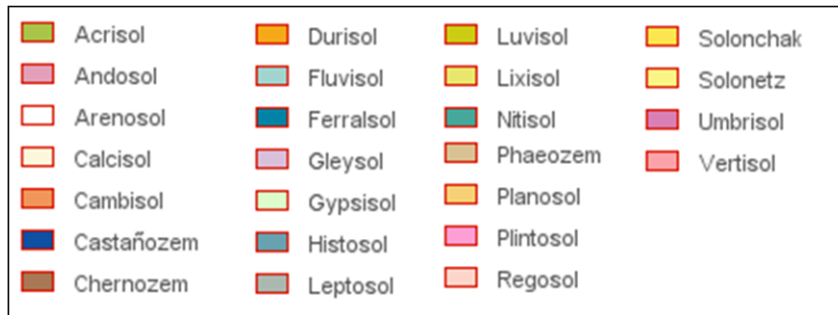 Acrisol
Andosol
Arenosol
Calcisol
Cambisol
Castañozem
Chernozem
Durisol
Fluvisol
Ferralsol
Gleysol
Gypsisol
Histosol
Leptosol
Luvisol
Lixisol
Nitisol
Phaeozem
Planosol
Plintosol
Regosol
Solonchak
Solonetz
Umbrisol
Vertisol